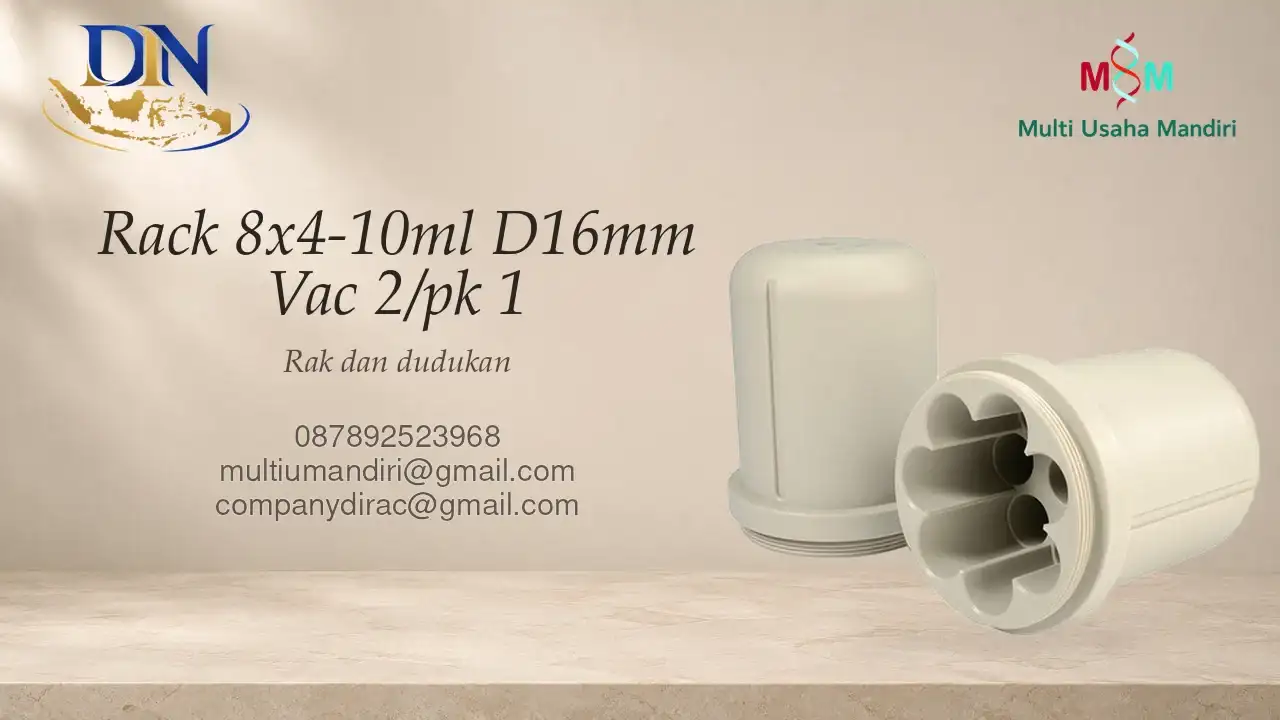 DN
M M
Multi Usaha Mandiri
Rack 8x4-10ml D16mm
Vac 2/pk 1
Rak dan dudukan
087892523968
multiumandiri@gmail.com
companydirac@gmail.com